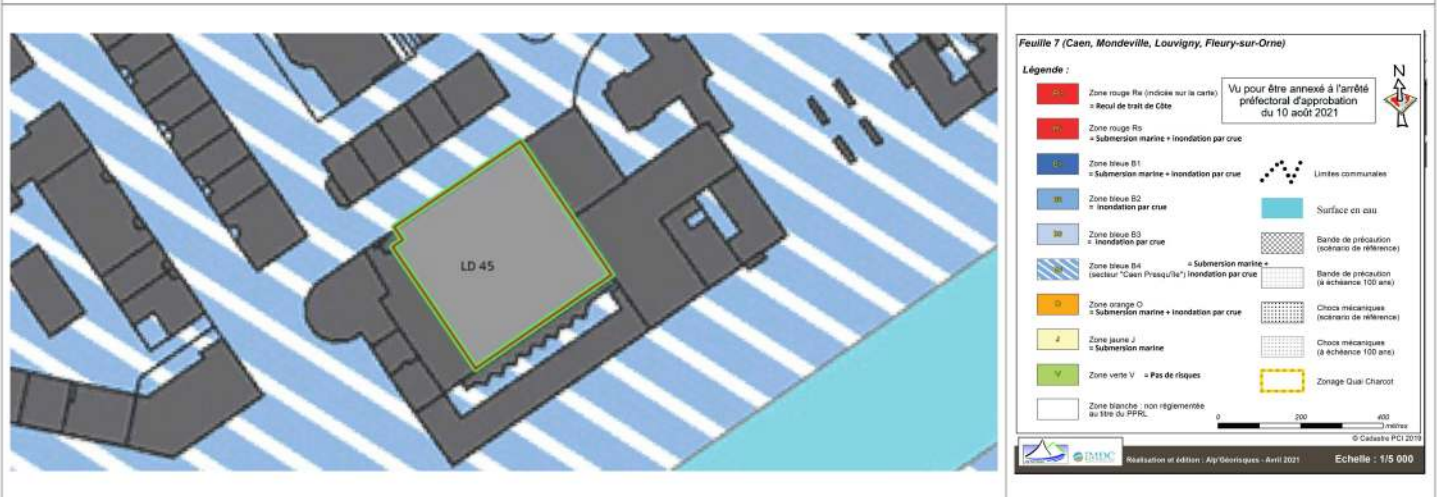 LD 45
Feuille 7 (Caen, Mondeville, Louvigny, Fleury-sur-Orne)
Légende :
Zone rouge Re (indicée sur la carte)
= Recul de trait de Côte
Vu pour être annexé à l'arrêté
préfectoral d'approbation
du 10 août 2021
N
Zone rouge Rs
= Submersion marine + inondation par crue
Zone bleue B1
= Submersion marine + inondation par crue
Limites communales
Zone bleue B2
= inondation par crue
Surface en eau
Zone bleue B3
= inondation par crue
Bande de précaution
(scénario de référence)
Zone bleue B4 = Submersion marine +
(secteur "Caen Presqu'île") inondation par crue
Bande de précaution
(à échéance 100 ans)
O
Zone orange O
= Submersion marine + inondation par crue
Chocs mécaniques
(scénario de référence)
J
Zone jaune J
= Submersion marine
Chocs mécaniques
(à échéance 100 ans)
V
Zone verte V = Pas de risques
Zonage Quai Charcot
Zone blanche : non réglementée
au titre du PPRL
0 200 400
mètres
© Cadastre PCI 2019
IMDC
Réalisation et édition : Alp'Géorisques - Avril 2021
Echelle : 1/5 000